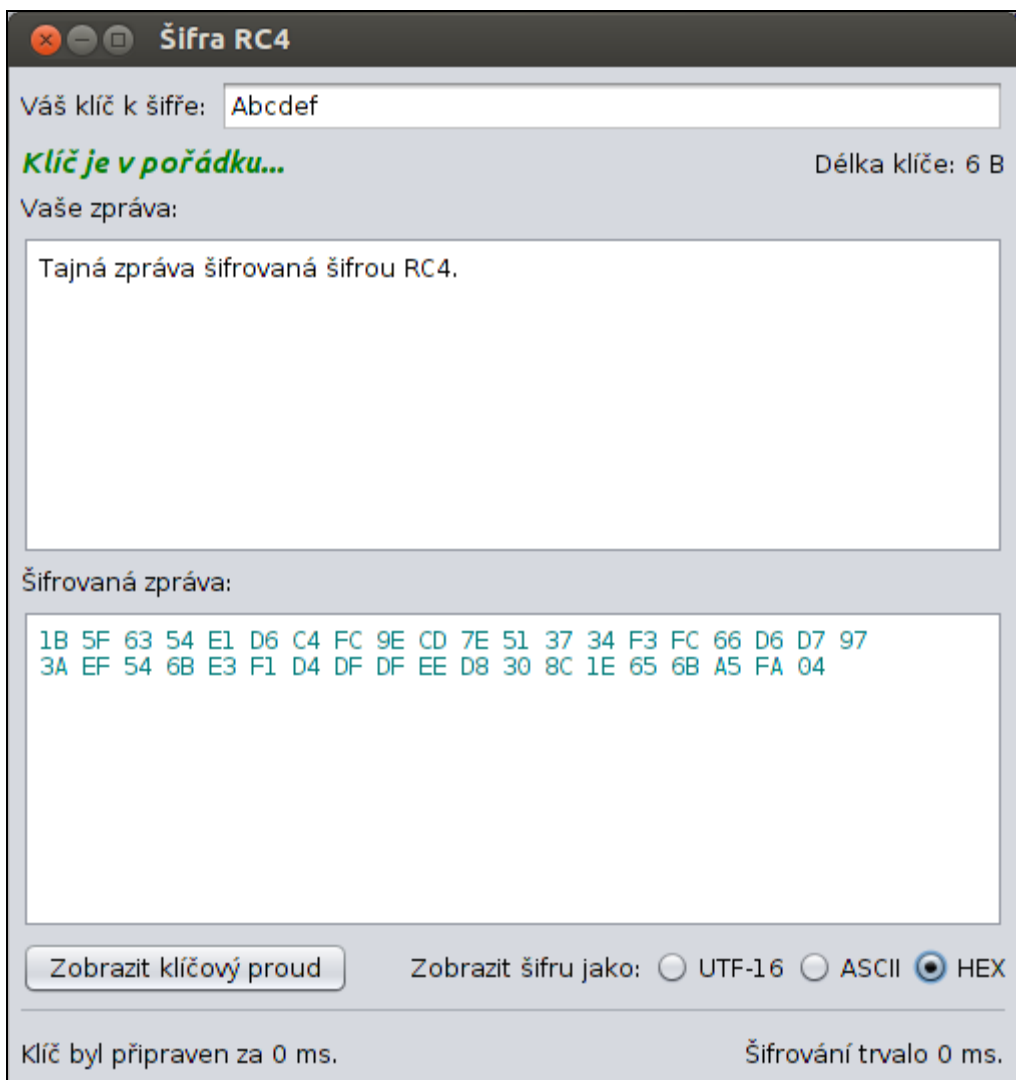 Šifra RC4
Váš klíč k šifře: Abcdef
Klíč je v pořádku... Délka klíče: 6 B
Vaše zpráva:
Tajná zpráva šifrovaná šifrou RC4.
Šifrovaná zpráva:
1B 5F 63 54 E1 D6 C4 FC 9E CD 7E 51 37 34 F3 FC 66 D6 D7 97
3A EF 54 6B E3 F1 D4 DF DF EE D8 30 8C 1E 65 6B A5 FA 04
Zobrazit klíčový proud Zobrazit šifru jako: UTF-16 ASCII HEX
Klíč byl připraven za 0 ms. Šifrování trvalo 0 ms.